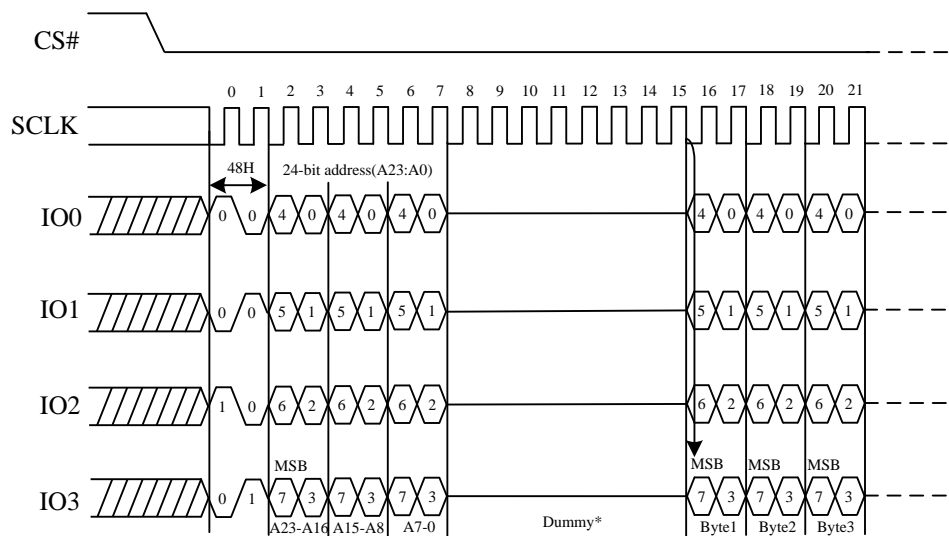 CS#
0 1 2 3 4 5 6 7 8 9 10 11 12 13 14 15 16 17 18 19 20 21
SCLK
48H 24-bit address(A23:A0)
IO0 0 0 4 0 4 0 4 0 4 0 4 0 4 0
IO1 0 0 5 1 5 1 5 1 5 1 5 1 5 1
IO2 1 0 6 2 6 2 6 2 6 2 6 2 6 2
MSB MSB MSB MSB
IO3 0 1 7 3 7 3 7 3 7 3 7 3 7 3
A23-A16 A15-A8 A7-0 Dummy* Byte1 Byte2 Byte3